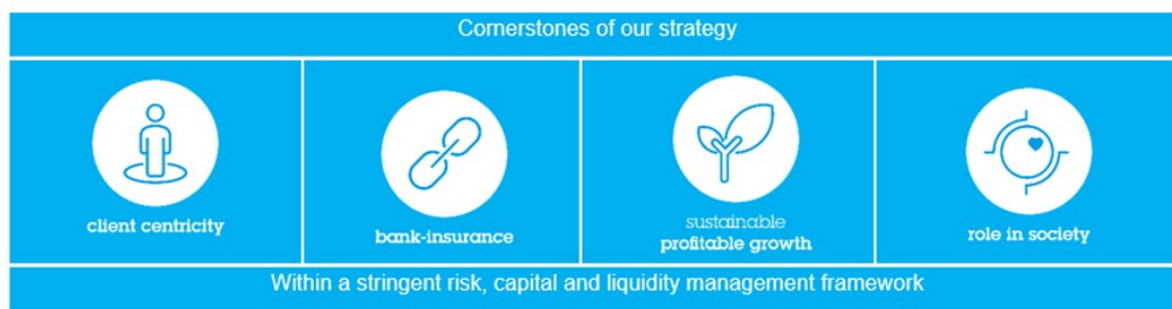 Cornerstones of our strategy
client centricity
bank-insurance
sustainable
profitable growth
role in society
Within a stringent risk, capital and liquidity management framework